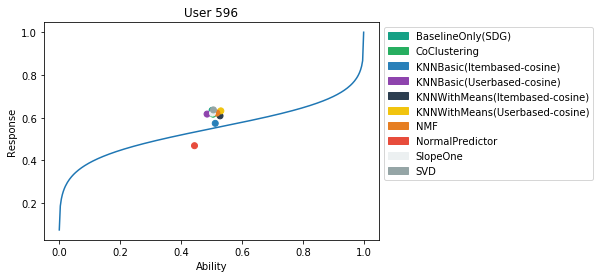 User 596
Response
1.0
0.8
0.6
0.4
0.2
0.0 0.2 0.4 0.6 0.8 1.0
Ability
BaselineOnly(SDG)
CoClustering
KNNBasic(Itembased-cosine)
KNNBasic(Userbased-cosine)
KNNWithMeans(Itembased-cosine)
KNNWithMeans(Userbased-cosine)
NMF
NormalPredictor
SlopeOne
SVD